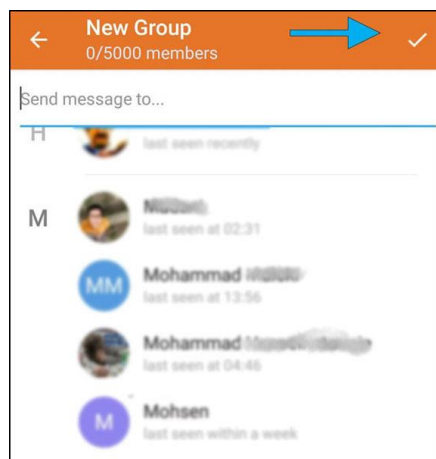 New Group
0/5000 members
Send message to...
H
last seen recently
M
last seen at 02:31
MM
Mohammad
last seen at 13:56
Mohammad
last seen at 04:46
M
Mohsen
last seen within a week